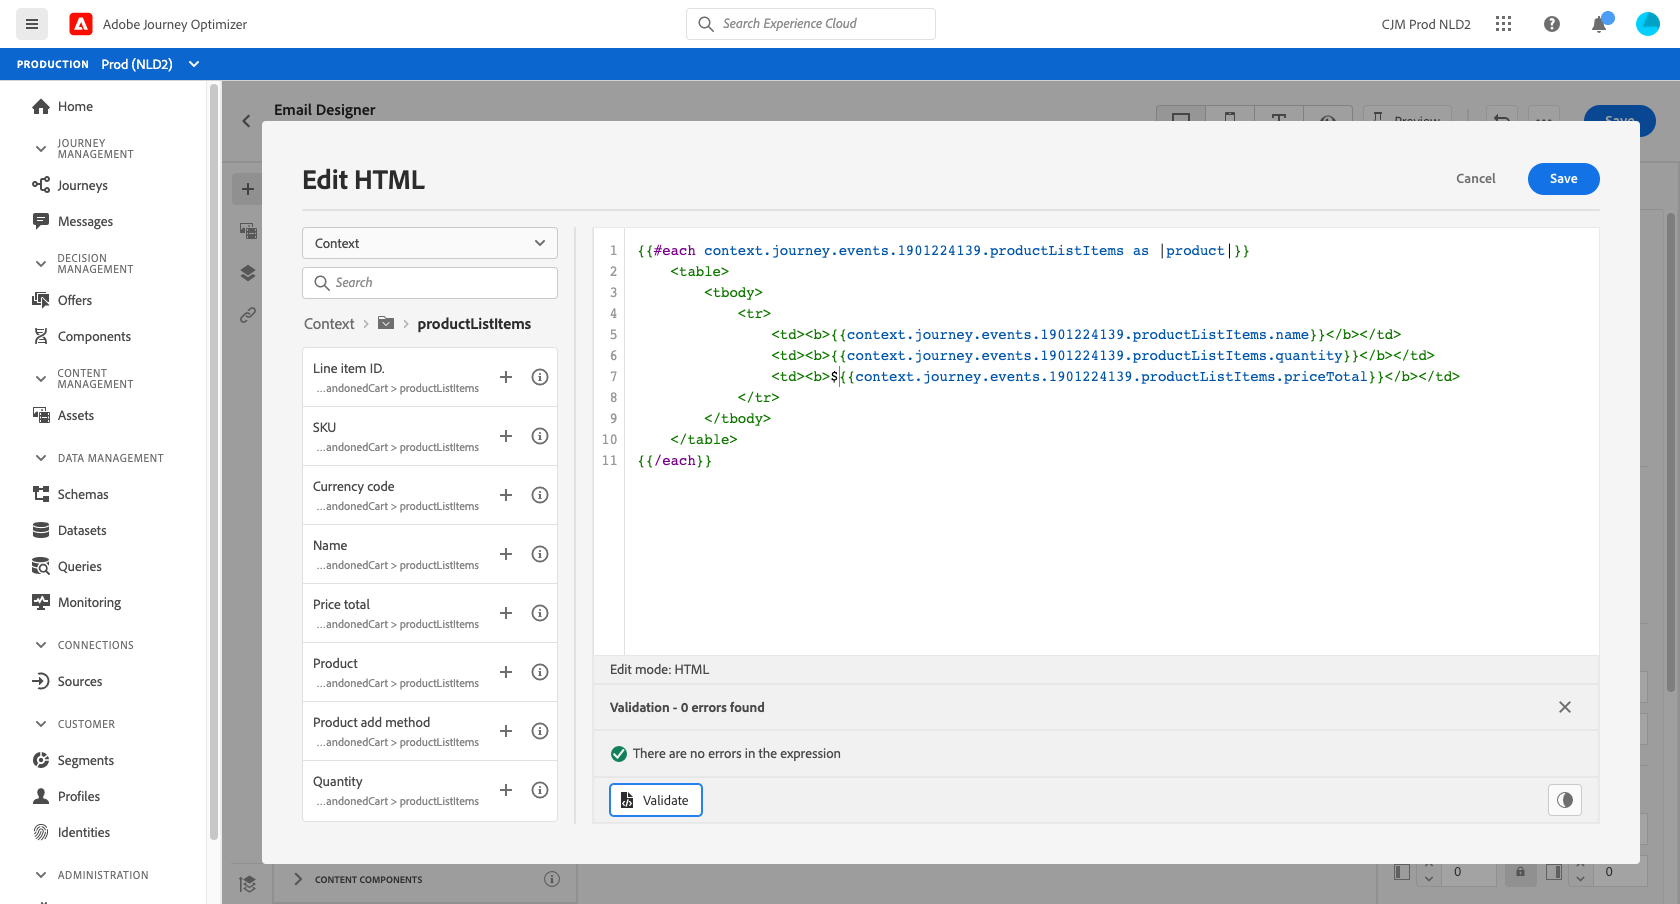 Adobe Journey Optimizer
Search Experience Cloud
CJM Prod NLD2
PRODUCTION Prod (NLD2)
Home
JOURNEY
MANAGEMENT
Journeys
Messages
DECISION
MANAGEMENT
Offers
Components
CONTENT
MANAGEMENT
Assets
DATA MANAGEMENT
Schemas
Datasets
Queries
Monitoring
CONNECTIONS
Sources
CUSTOMER
Segments
Profiles
Identities
ADMINISTRATION
Email Designer
Preview
Save
Edit HTML
Cancel
Save
Context
Search
Context > productListItems
Line item ID.
...andonedCart > productListItems
SKU
...andonedCart > productListItems
Currency code
...andonedCart > productListItems
Name
...andonedCart > productListItems
Price total
...andonedCart > productListItems
Product
...andonedCart > productListItems
Product add method
...andonedCart > productListItems
Quantity
...andonedCart > productListItems
1 {{#each context.journey.events.1901224139.productListItems as |product|}}
2 <table>
3 <tbody>
4 <tr>
5 <td><b>{{context.journey.events.1901224139.productListItems.name}}</b></td>
6 <td><b>{{context.journey.events.1901224139.productListItems.quantity}}</b></td>
7 <td><b>${{context.journey.events.1901224139.productListItems.priceTotal}}</b></td>
8 </tr>
9 </tbody>
10 </table>
11 {{/each}}
Edit mode: HTML
Validation - 0 errors found
There are no errors in the expression
Validate
CONTENT COMPONENTS
0
0